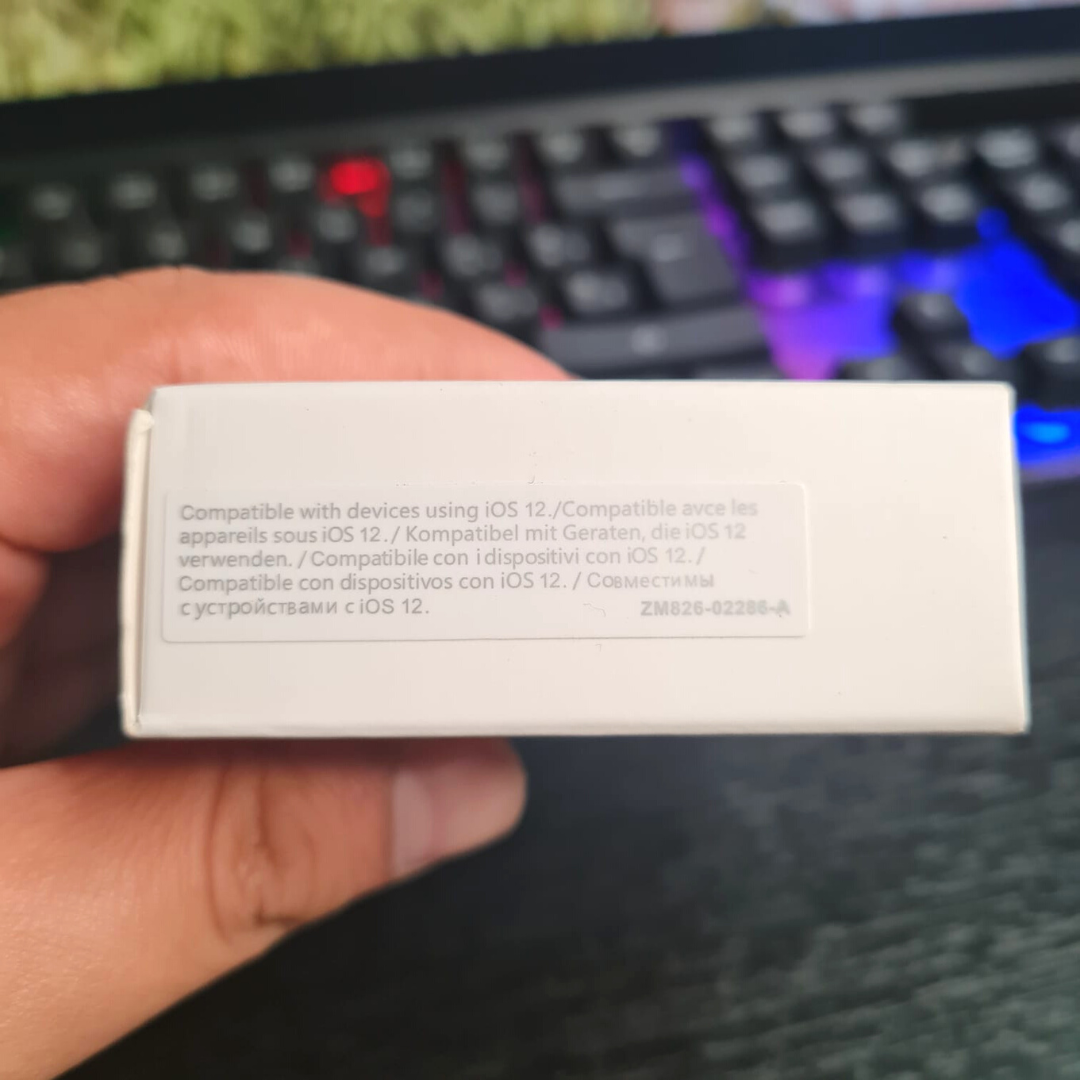 Compatible with devices using iOS 12./Compatible avce les
appareils sous iOS 12./ Kompatibel mit Geraten, die iOS 12
verwenden. / Compatibile con i dispositivi con iOS 12. /
Compatible con dispositivos con iOS 12. / Совместимы
с устройствами с iOS 12.
ZM826-02286-A